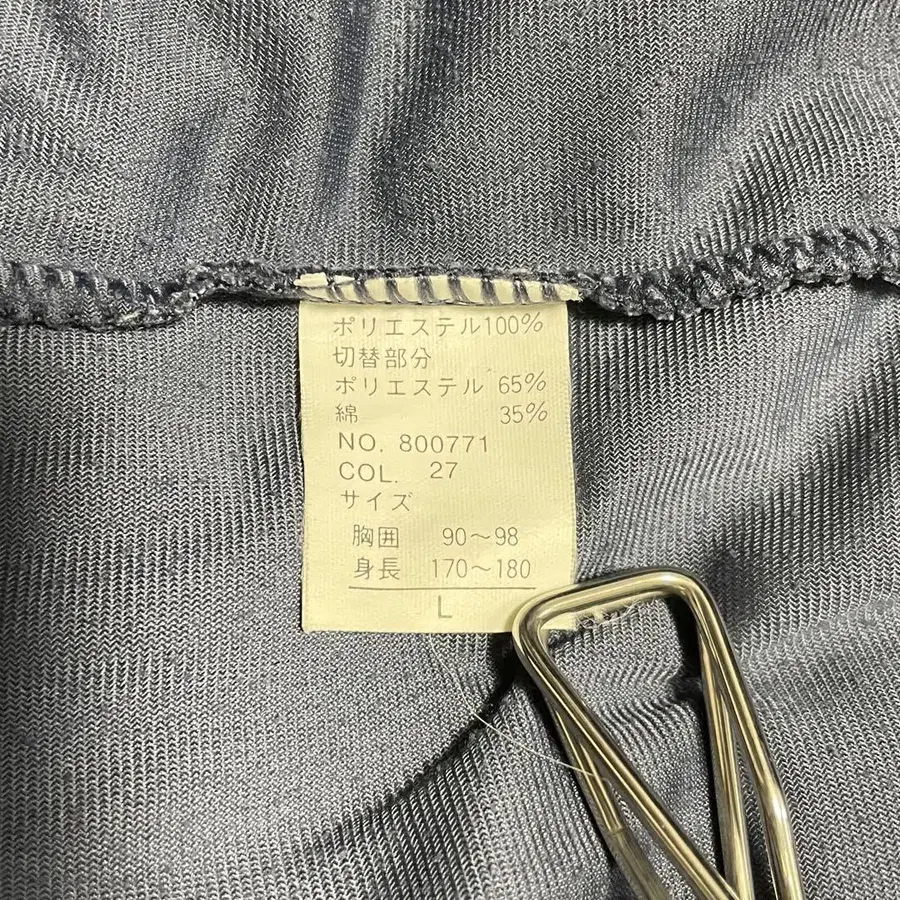 ポリエステル100%
切替部分
ポリエステル 65%
綿 35%
NO. 800771
COL. 27
サイズ
胸囲 90～98
身長 170～180
L